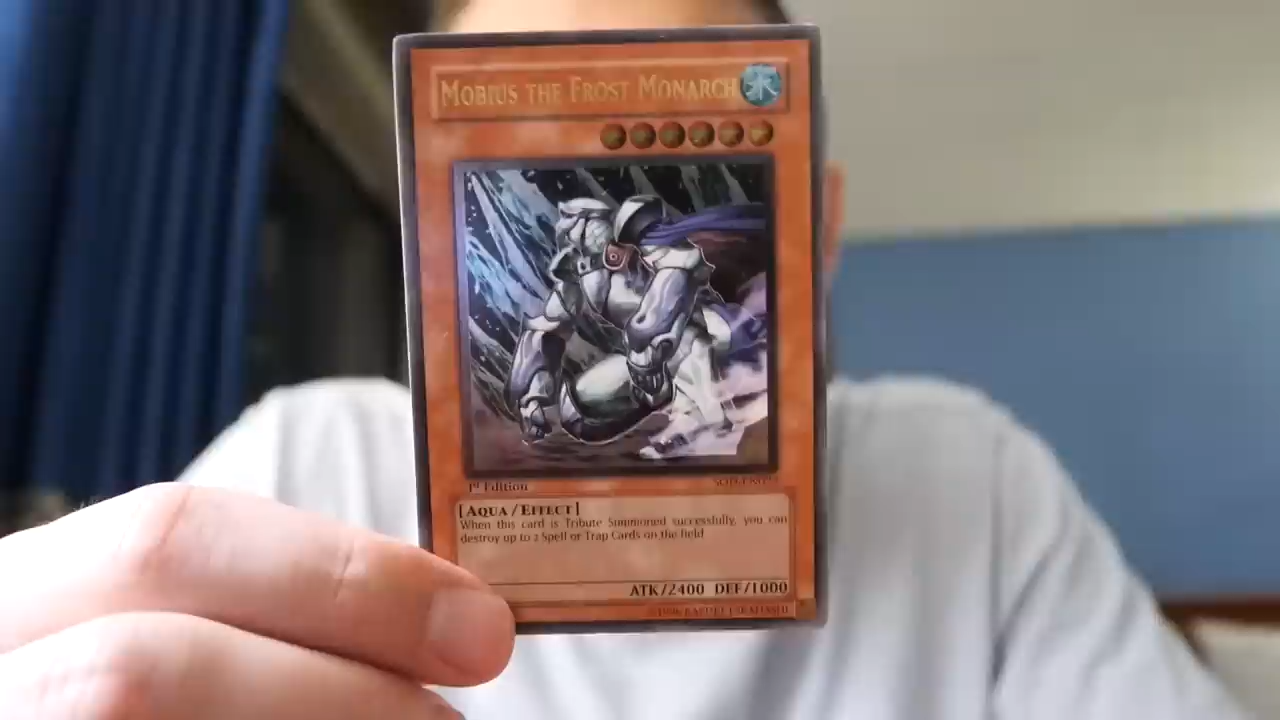 MOBIUS THE FROST MONARCH
水
1st Edition
[AQUA/EFFECT]
When this card is Tribute Summoned successfully, you can
destroy up to 2 Spell or Trap Cards on the field
ATK/2400 DEF/1000